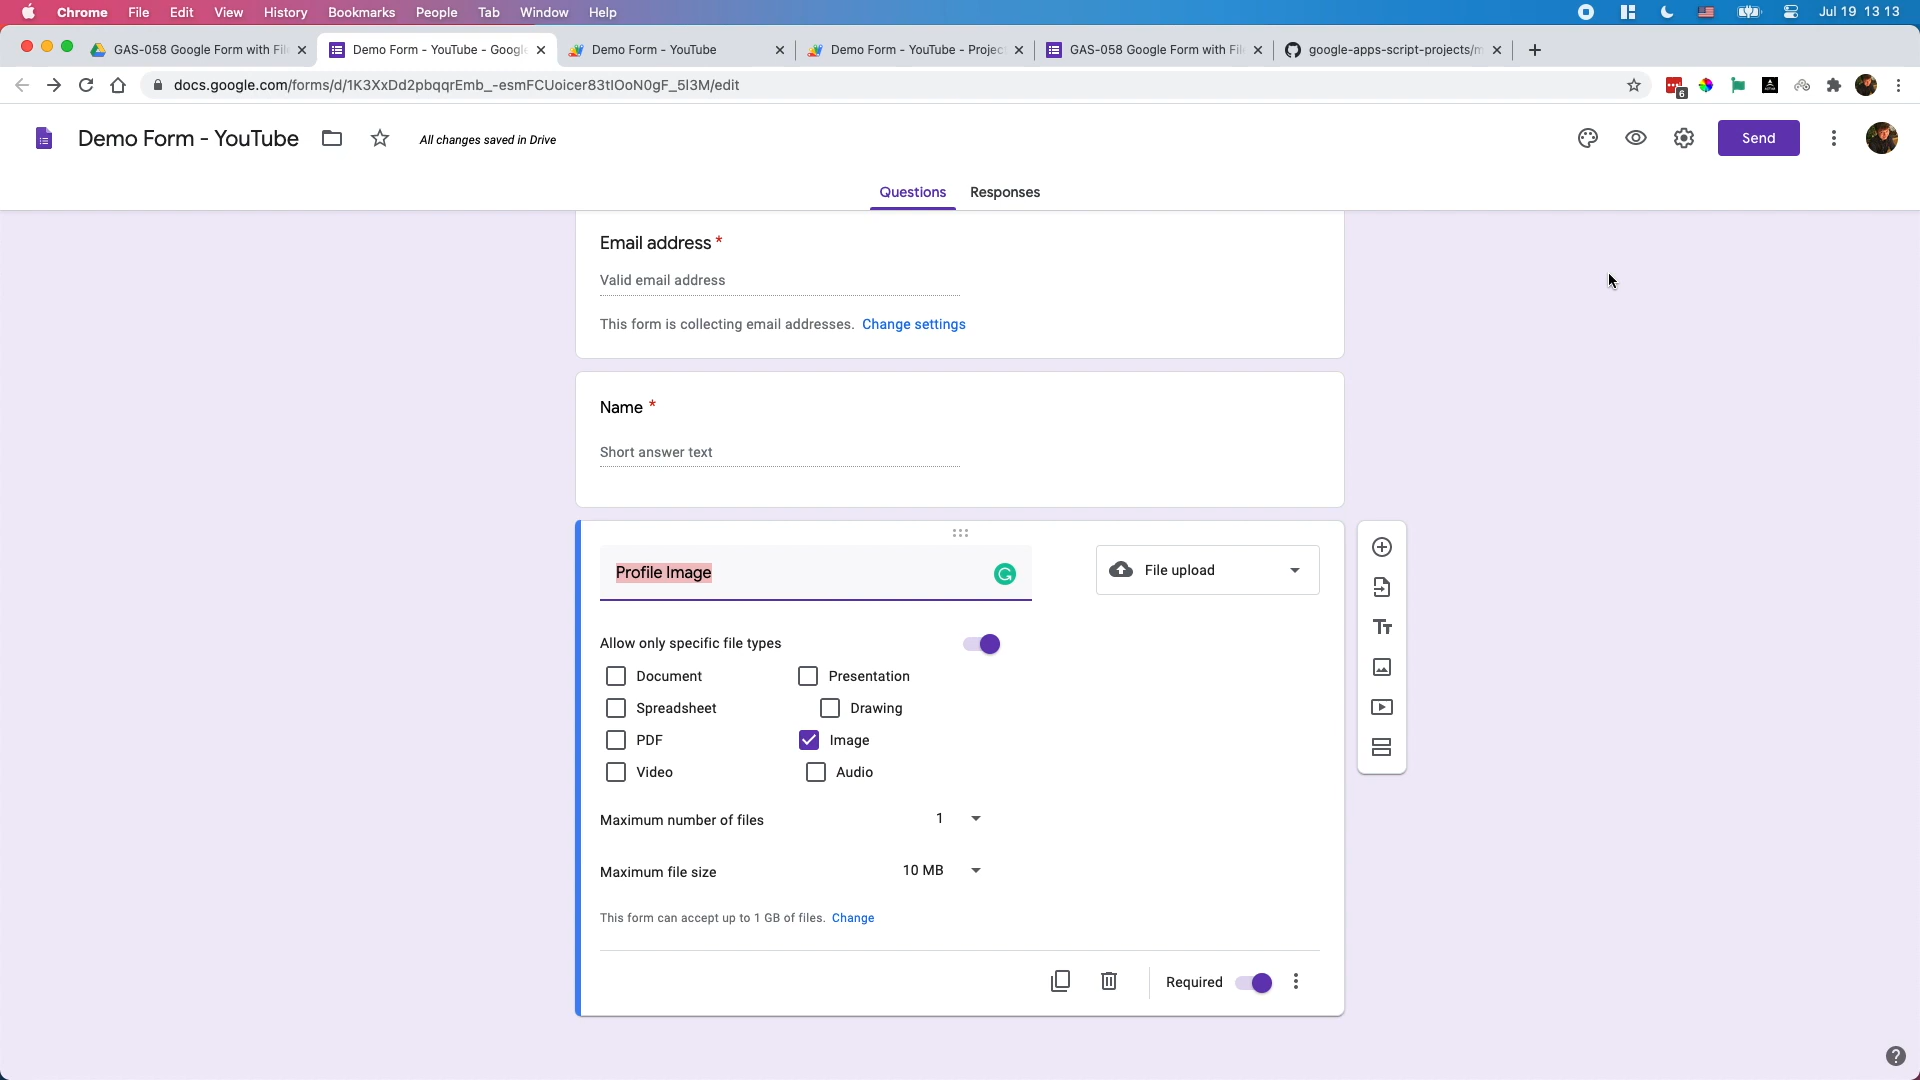 Chrome File Edit View History Bookmarks People Tab Window Help Jul 19 13 13
GAS-058 Google Form with Fil Demo Form - YouTube - Google Demo Form - YouTube Demo Form - YouTube - Projec GAS-058 Google Form with Fil google-apps-script-projects/m
docs.google.com/forms/d/1K3XxDd2pbqqrEmb_-esmFCUoicer83tlOoN0gF_5I3M/edit 6
Demo Form - YouTube All changes saved in Drive Send
Questions Responses
Email address *
Valid email address
This form is collecting email addresses. Change settings
Name *
Short answer text
Profile Image File upload
Allow only specific file types
Document Presentation
Spreadsheet Drawing
PDF Image
Video Audio
Maximum number of files 1
Maximum file size 10 MB
This form can accept up to 1 GB of files. Change
Required